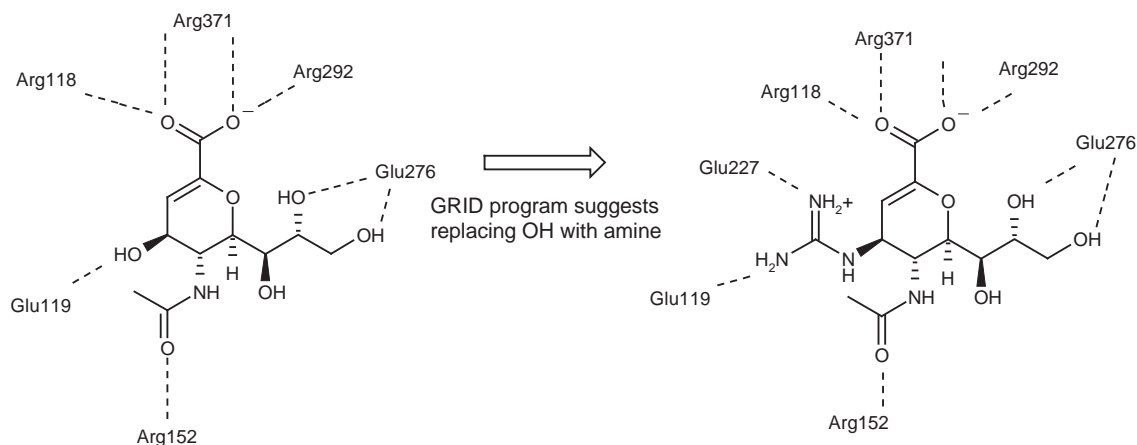 Arg371
Arg118
Arg292
O
O–
Glu276
O
HO
OH
HO
H
OH
NH
Glu119
O
Arg152
GRID program suggests
replacing OH with amine
Arg371
Arg292
Arg118
O
O–
Glu276
Glu227
NH2+
O
OH
OH
H2N
N
H
H
OH
NH
Glu119
O
Arg152